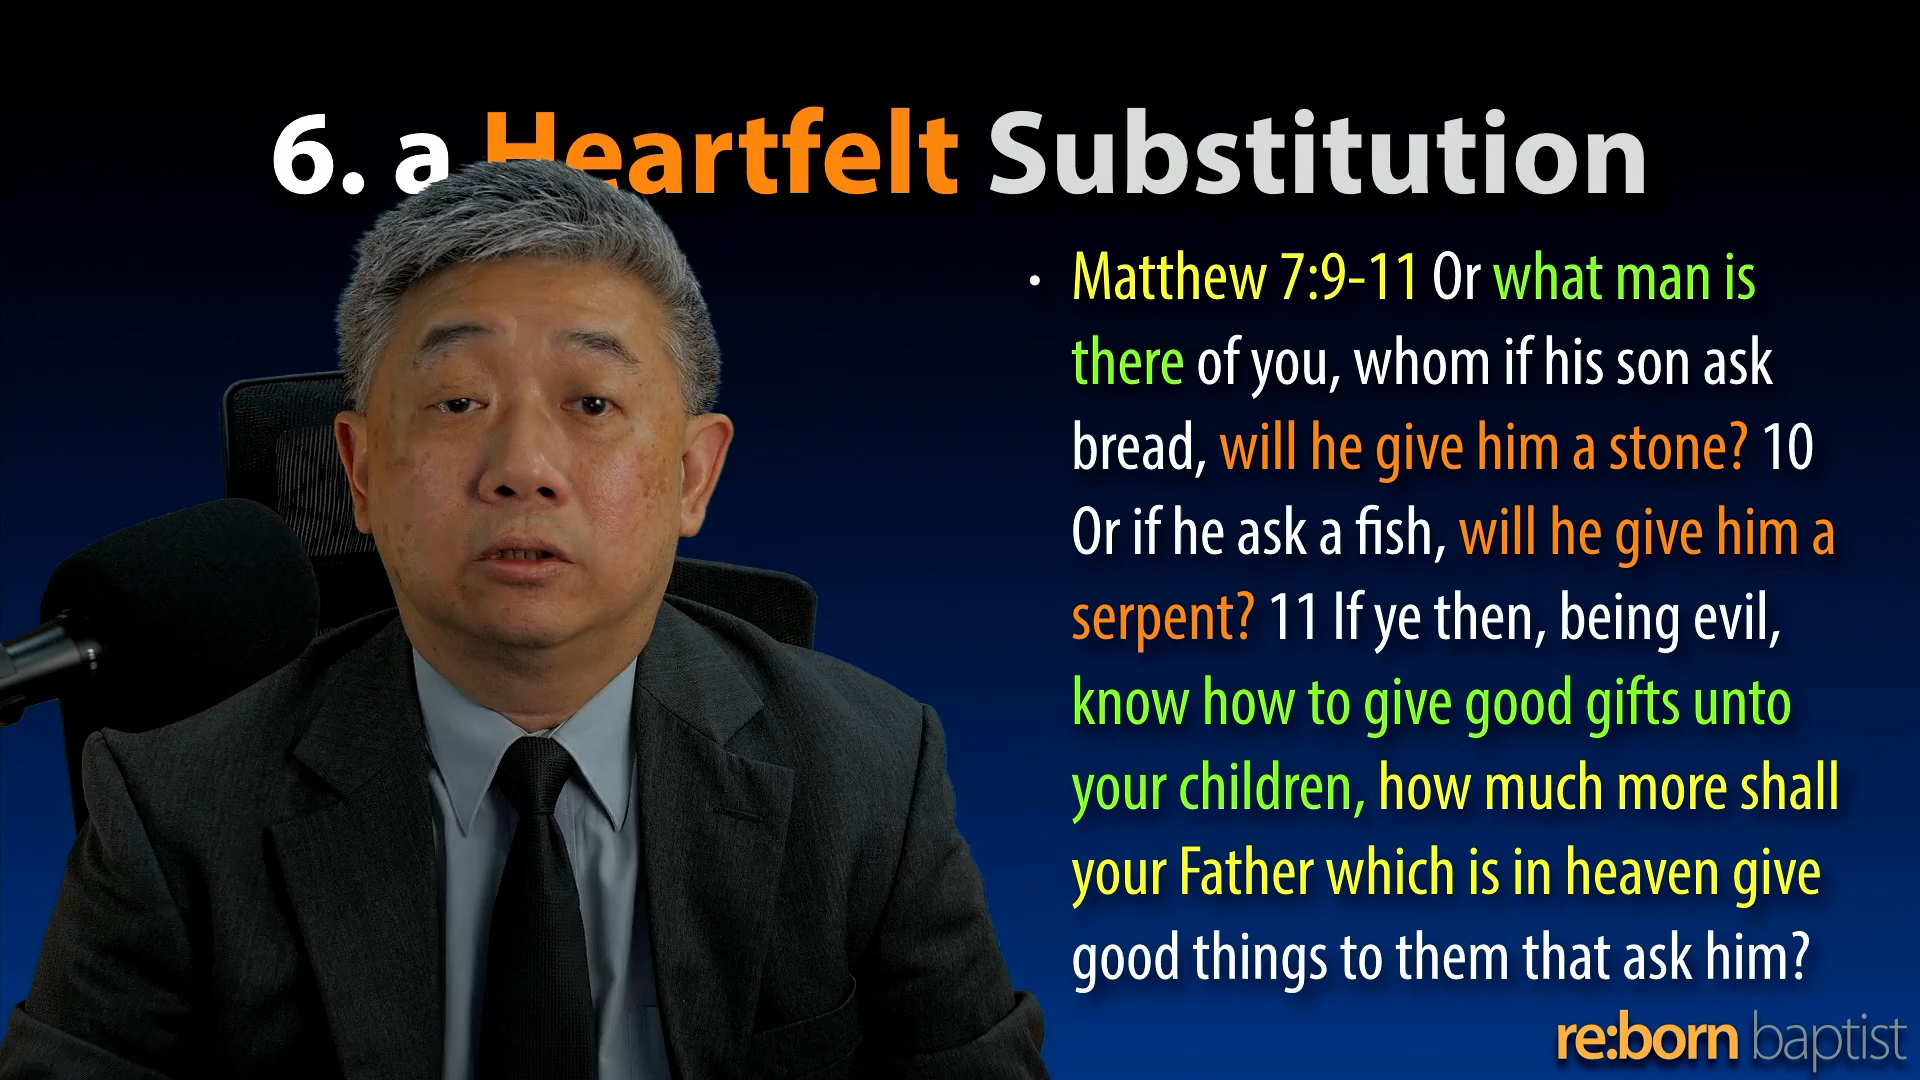 6. a Heartfelt Substitution
• Matthew 7:9-11 Or what man is
there of you, whom if his son ask
bread, will he give him a stone? 10
Or if he ask a fish, will he give him a
serpent? 11 If ye then, being evil,
know how to give good gifts unto
your children, how much more shall
your Father which is in heaven give
good things to them that ask him?
re:born baptist